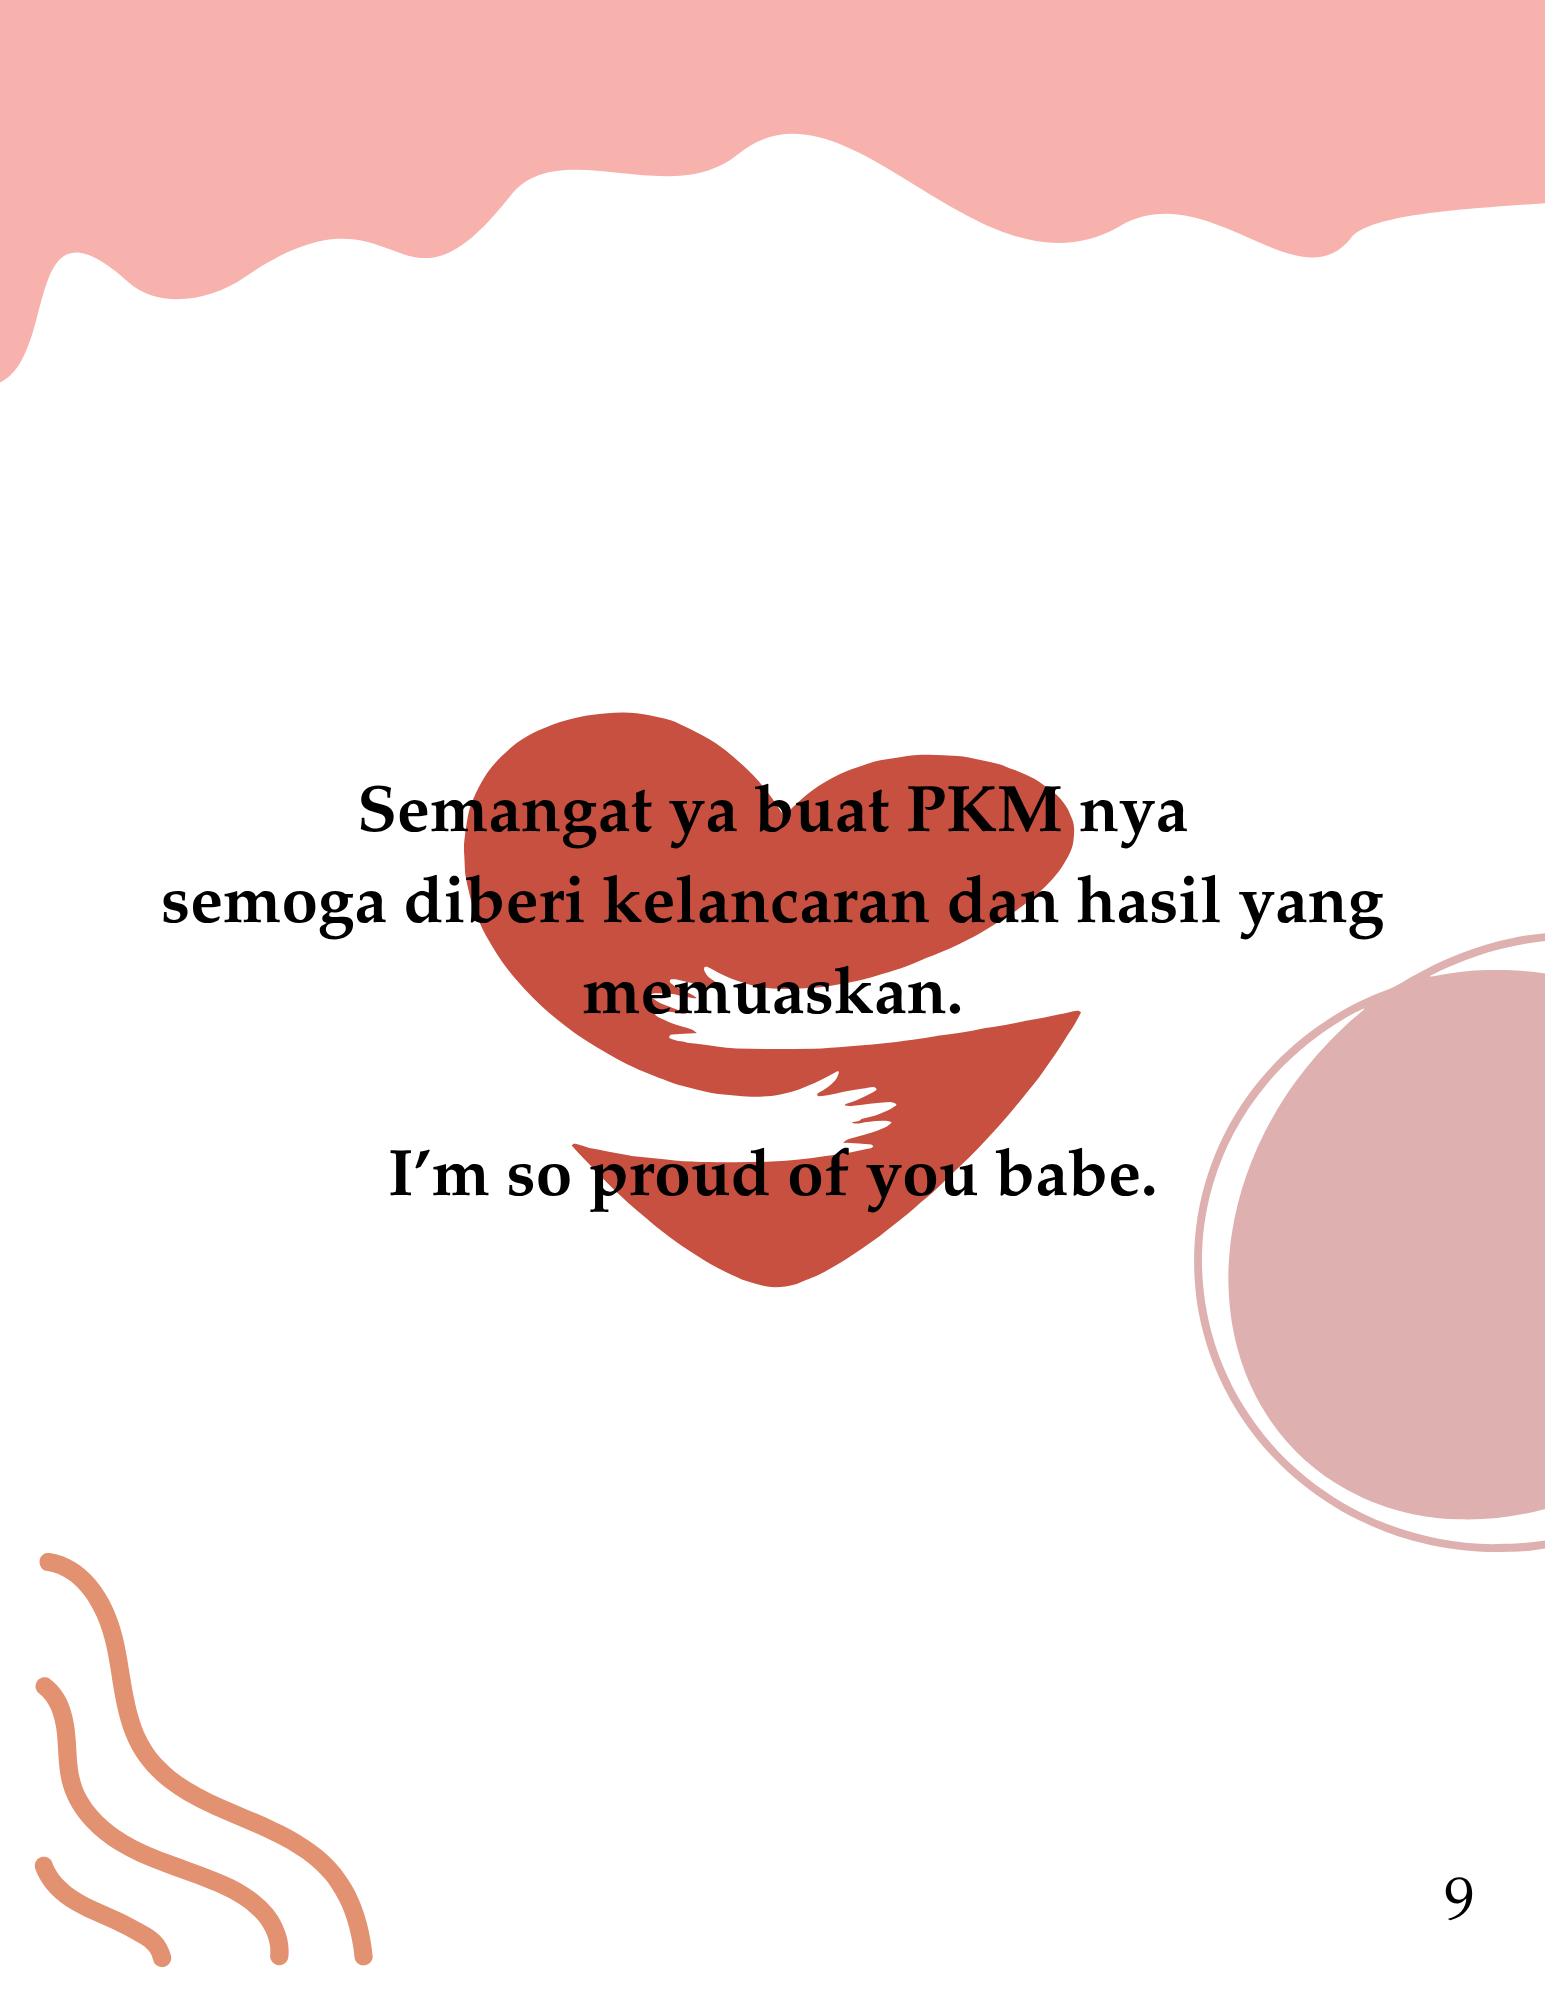 Semangat ya buat PKM nya
semoga diberi kelancaran dan hasil yang
memuaskan.
I’m so proud of you babe.
9